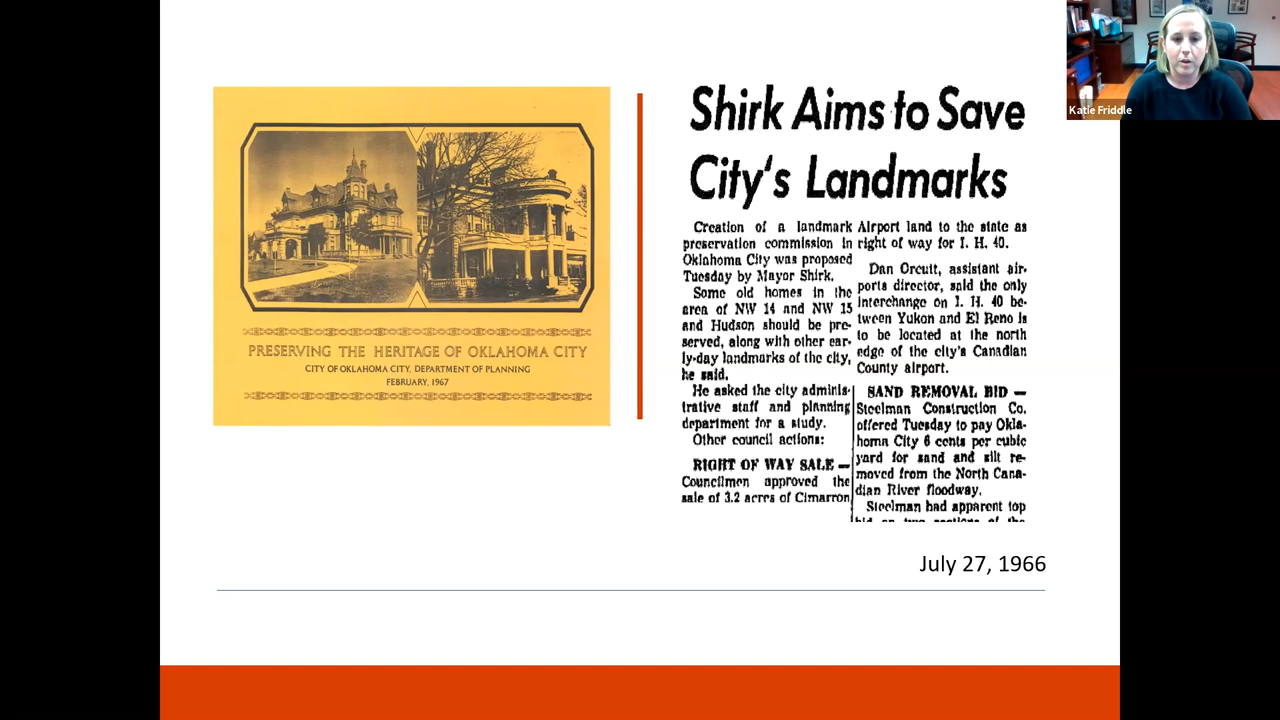 Katie Friddle
PRESERVING THE HERITAGE OF OKLAHOMA CITY
CITY OF OKLAHOMA CITY, DEPARTMENT OF PLANNING
FEBRUARY, 1967
Shirk Aims to Save
City's Landmarks
Creation of a landmark
preservation commission in
Oklahoma City was proposed
Tuesday by Mayor Shirk.
Some old homes in the
area of NW 14 and NW 15
and Hudson should be pre-
served, along with other ear-
ly-day landmarks of the city,
he said.
He asked the city adminis-
trative staff and planning
department for a study.
Other council actions:
RIGHT OF WAY SALE —
Councilmen approved the
sale of 3.2 acres of Cimarron
Airport land to the state as
right of way for I. H. 40.
Dan Orcutt, assistant air-
ports director, said the only
interchange on I. H. 40 be-
tween Yukon and El Reno is
to be located at the north
edge of the city's Canadian
County airport.
SAND REMOVAL BID —
Steelman Construction Co.
offered Tuesday to pay Okla-
homa City 6 cents per cubic
yard for sand and silt re-
moved from the North Cana-
dian River floodway.
Steelman had apparent top
July 27, 1966